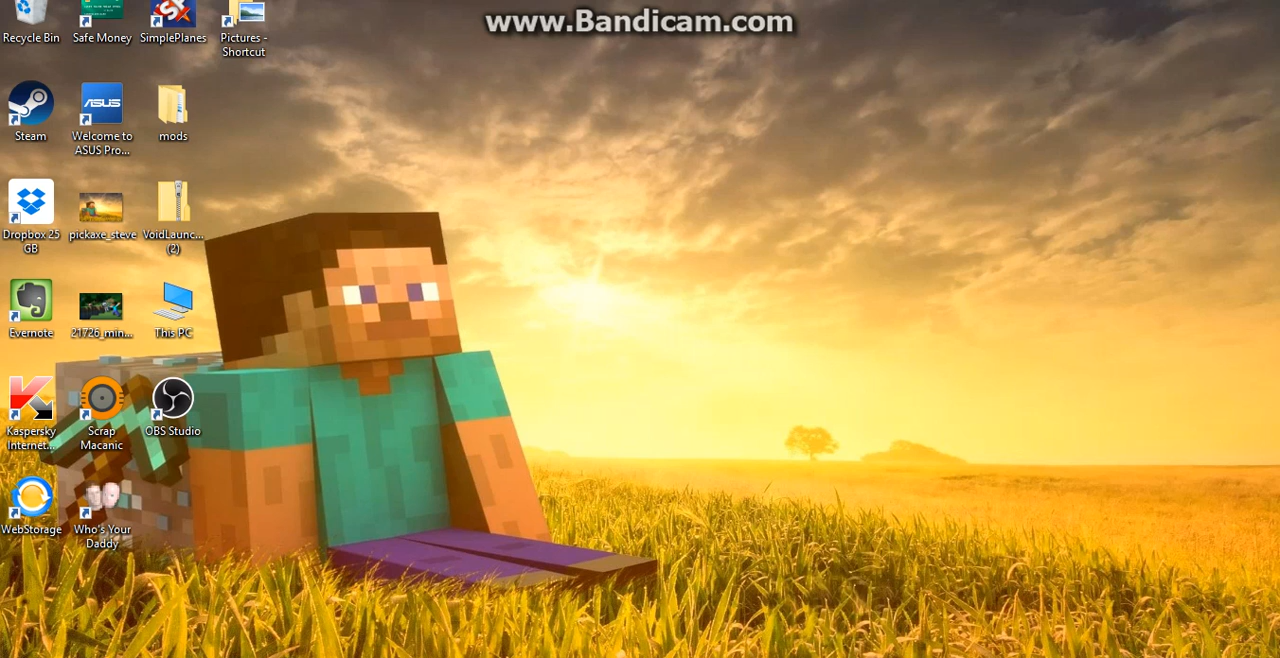 www.Bandicam.com
Recycle Bin
Safe Money
SimplePlanes
Pictures -
Shortcut
Steam
ASUS
Welcome to
ASUS Pro...
mods
Dropbox 25
GB
pickaxe_steve
VoidLaunc...
(2)
Evernote
21726_min...
This PC
Kaspersky
Internet...
Scrap
Macanic
OBS Studio
WebStorage
Who's Your
Daddy